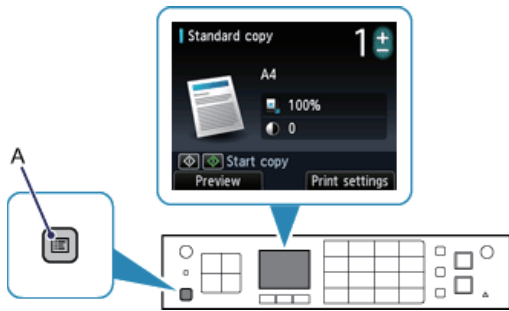 Standard copy 1
A4
100%
0
Start copy
Preview Print settings
A